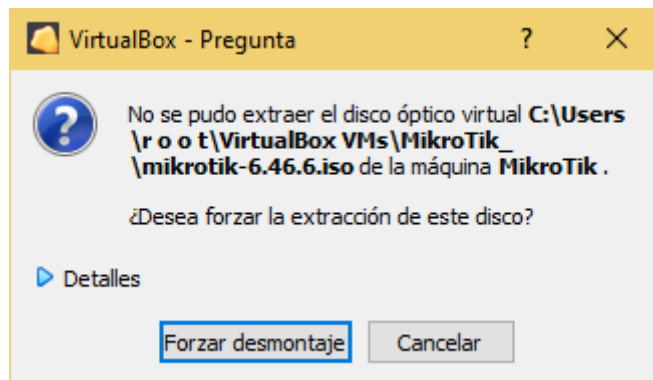 VirtualBox - Pregunta
No se pudo extraer el disco óptico virtual C:\Users
\r o o t\VirtualBox VMs\MikroTik_
\mikrotik-6.46.6.iso de la máquina MikroTik .
¿Desea forzar la extracción de este disco?
Detalles
Forzar desmontaje Cancelar